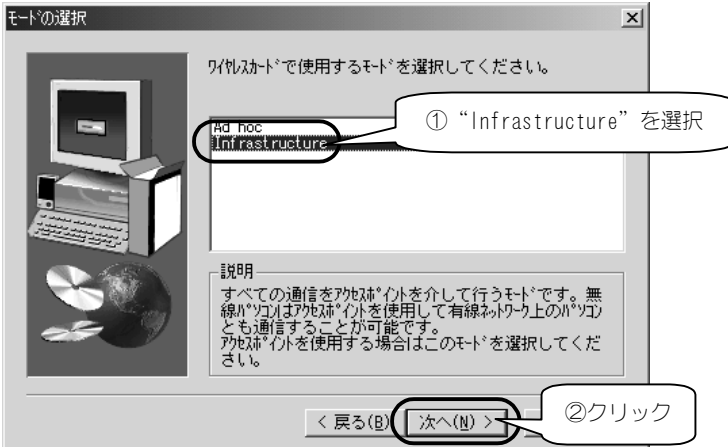 モードの選択
ﾜｲﾔﾚｽｶｰﾄﾞで使用するﾓｰﾄﾞを選択してください。
Ad hoc
Infrastructure
①“Infrastructure”を選択
説明
すべての通信をｱｸｾｽﾎﾟｲﾝﾄを介して行うﾓｰﾄﾞです。無
線ﾊﾟｿｺﾝはｱｸｾｽﾎﾟｲﾝﾄを使用して有線ﾈｯﾄﾜｰｸ上のﾊﾟｿｺﾝ
とも通信することが可能です。
ｱｸｾｽﾎﾟｲﾝﾄを使用する場合はこのﾓｰﾄﾞを選択してくだ
さい。
< 戻る(B)
次へ(N) >
②クリック